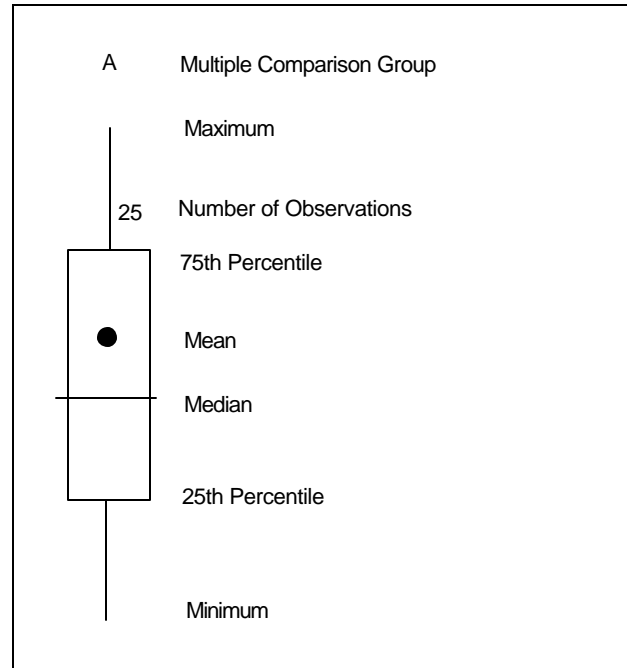 A Multiple Comparison Group
Maximum
25 Number of Observations
75th Percentile
Mean
Median
25th Percentile
Minimum